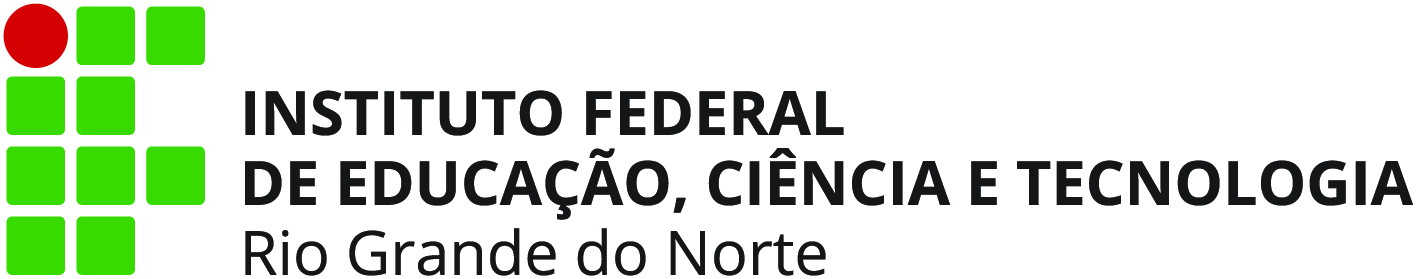 INSTITUTO FEDERAL
DE EDUCAÇÃO, CIÊNCIA E TECNOLOGIA
Rio Grande do Norte